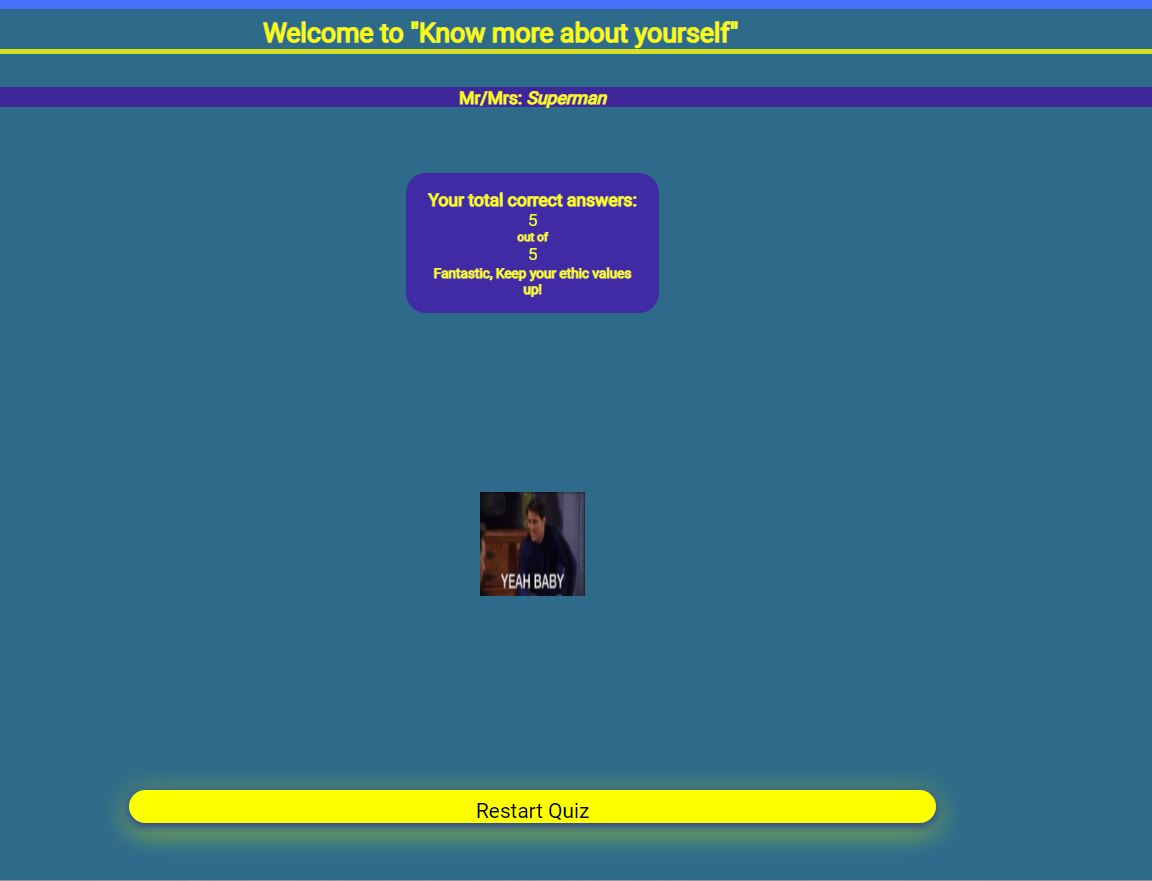 Welcome to "Know more about yourself"
Mr/Mrs: Superman
Your total correct answers:
5
out of
5
Fantastic, Keep your ethic values
up!
YEAH BABY
Restart Quiz